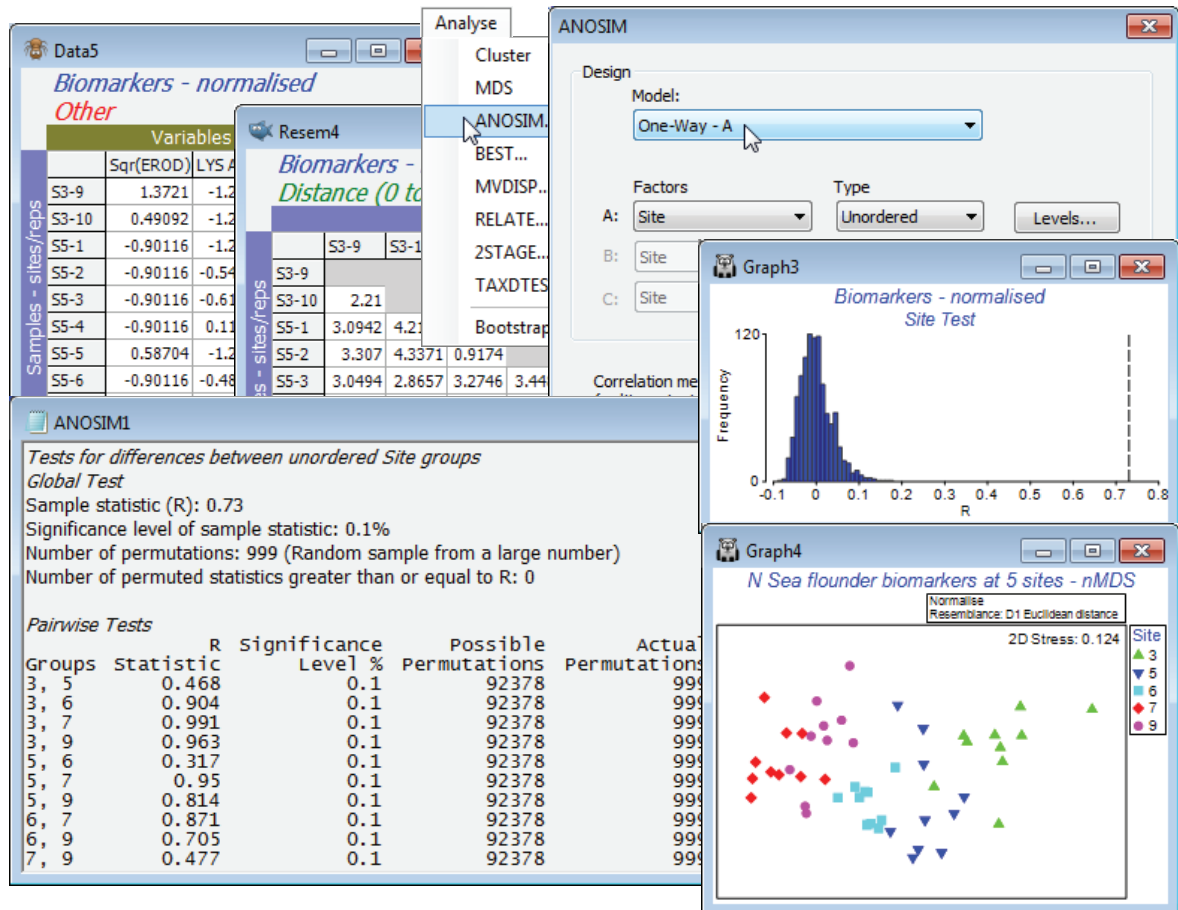 Data5
Biomarkers - normalised
Other
Variables
Sqr(EROD) LYS A
S3-9 1.3721 -1.2
S3-10 0.49092 -1.2
S5-1 -0.90116 -1.2
S5-2 -0.90116 -0.54
S5-3 -0.90116 -0.61
S5-4 -0.90116 0.11
S5-5 0.58704 -1.2
S5-6 -0.90116 -0.48
Samples - sites/reps
Resem4
Biomarkers -
Distance (0 to
S3-9 S3-1
S3-9
S3-10 2.21
S5-1 3.0942 4.21
S5-2 3.307 4.3371 0.9174
S5-3 3.0494 2.8657 3.2746 3.44
es - sites/reps
Analyse
Cluster
MDS
ANOSIM.
BEST...
MVDISP..
RELATE...
2STAGE...
TAXDTES
Bootstrap
ANOSIM
Design
Model:
One-Way - A
Factors Type
A: Site Unordered Levels...
B: Site
C: Site
Correlation me
Graph3
Biomarkers - normalised
Site Test
120
Frequency
0
-0.1 0 0.1 0.2 0.3 0.4 0.5 0.6 0.7 0.8
R
ANOSIM1
Tests for differences between unordered Site groups
Global Test
Sample statistic (R): 0.73
Significance level of sample statistic: 0.1%
Number of permutations: 999 (Random sample from a large number)
Number of permuted statistics greater than or equal to R: 0
Pairwise Tests
R Significance Possible Actual
Groups Statistic Level % Permutations Permutations
3, 5 0.468 0.1 92378 999
3, 6 0.904 0.1 92378 999
3, 7 0.991 0.1 92378 999
3, 9 0.963 0.1 92378 999
5, 6 0.317 0.1 92378 999
5, 7 0.95 0.1 92378 999
5, 9 0.814 0.1 92378 999
6, 7 0.871 0.1 92378 999
6, 9 0.705 0.1 92378 999
7, 9 0.477 0.1 92378 999
Graph4
N Sea flounder biomarkers at 5 sites - nMDS
Normalise
Resemblance: D1 Euclidean distance
2D Stress: 0.124
Site
3
5
6
7
9